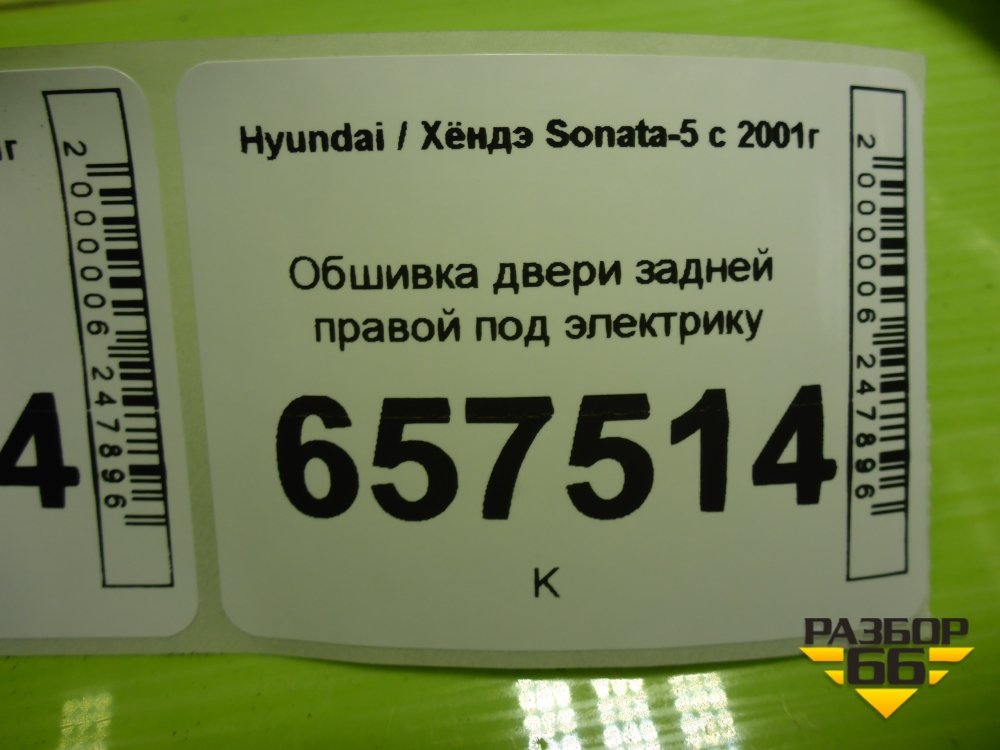 Hyundai / Хёндэ Sonata-5 с 2001г
Обшивка двери задней
правой под электрику
657514
К
2000006247896
г
4
2000006247896
РАЗБОР
66